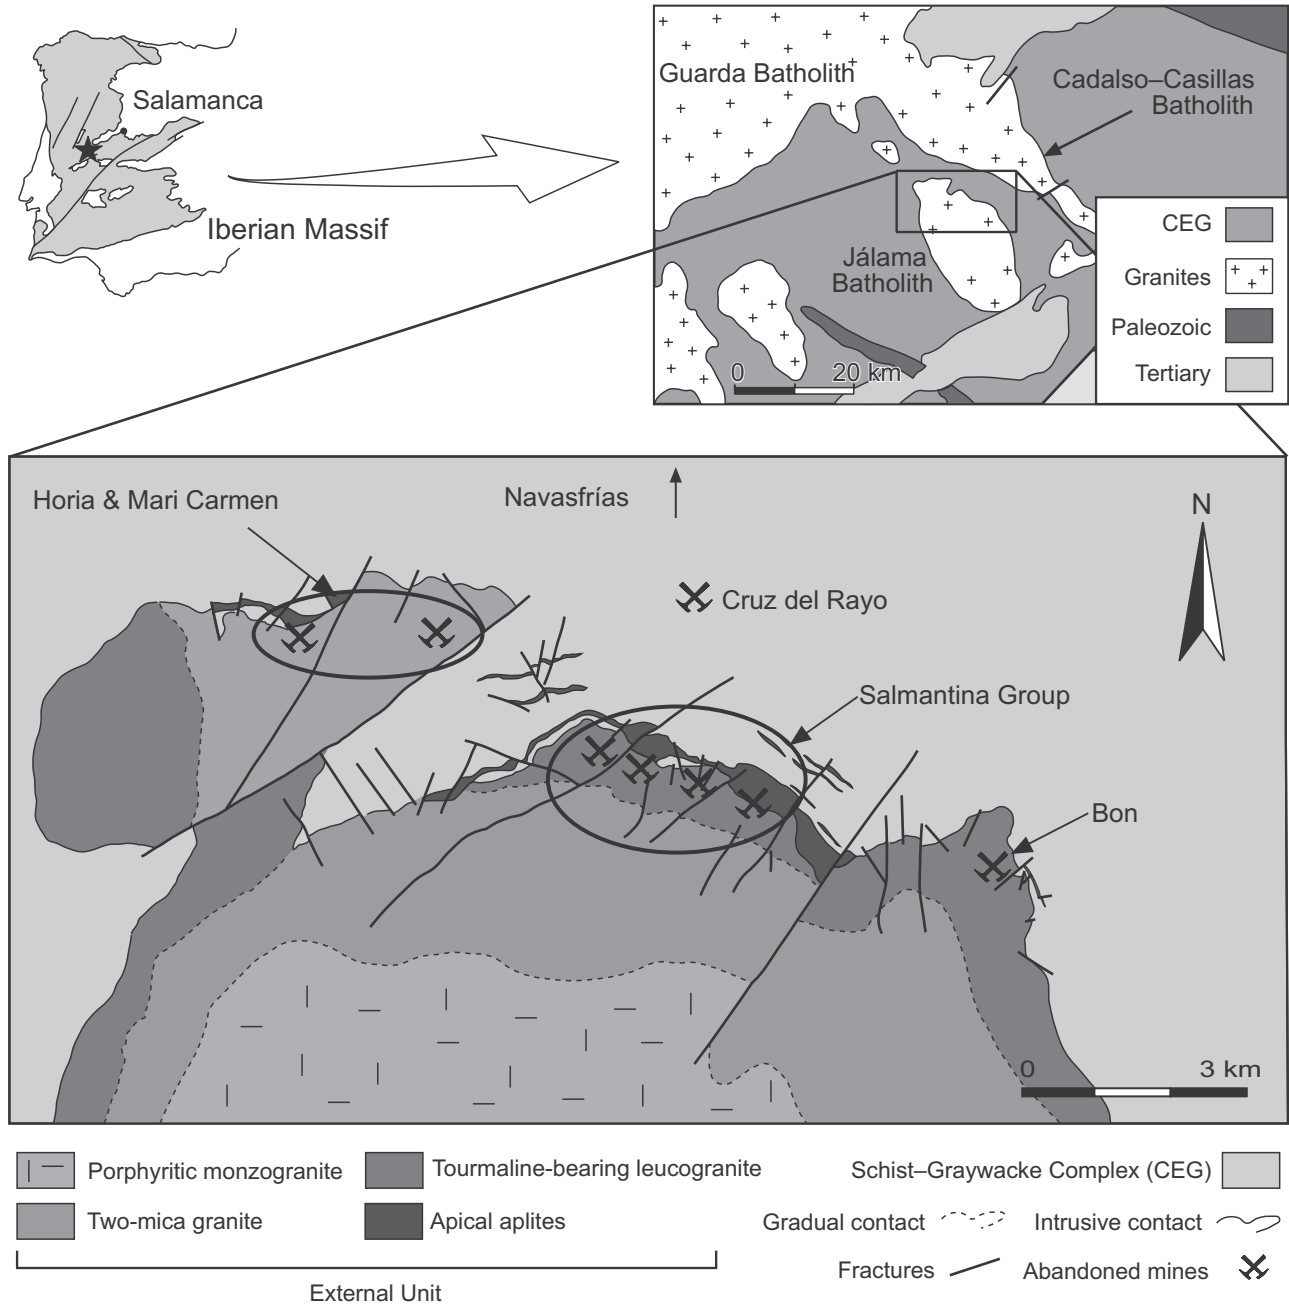 Salamanca
Iberian Massif
Guarda Batholith
Cadalso–Casillas
Batholith
Jálama
Batholith
0 20 km
CEG
Granites
Paleozoic
Tertiary
Horia & Mari Carmen
Navasfrías
N
Cruz del Rayo
Salmantina Group
Bon
0 3 km
Porphyritic monzogranite
Tourmaline-bearing leucogranite
Schist–Graywacke Complex (CEG)
Two-mica granite
Apical aplites
Gradual contact
Intrusive contact
Fractures
Abandoned mines
External Unit